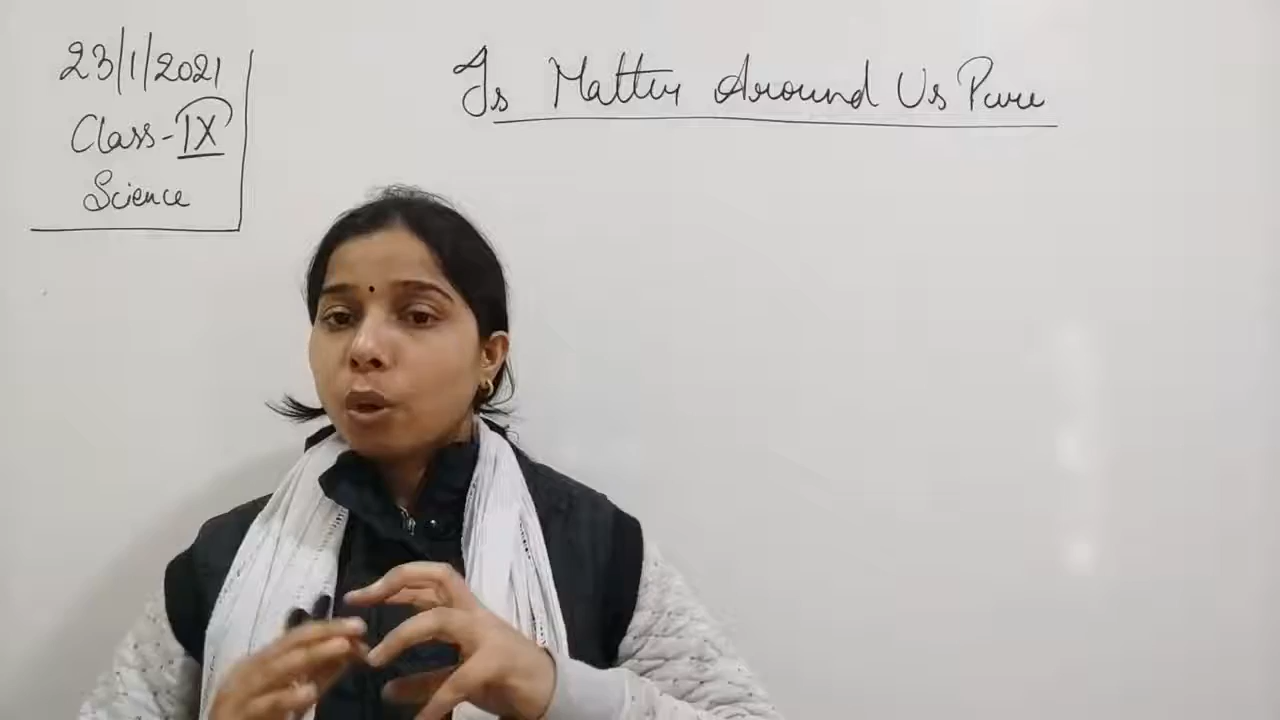 23/1/2021
Class-IX
Science
Is Matter Around Us Pure